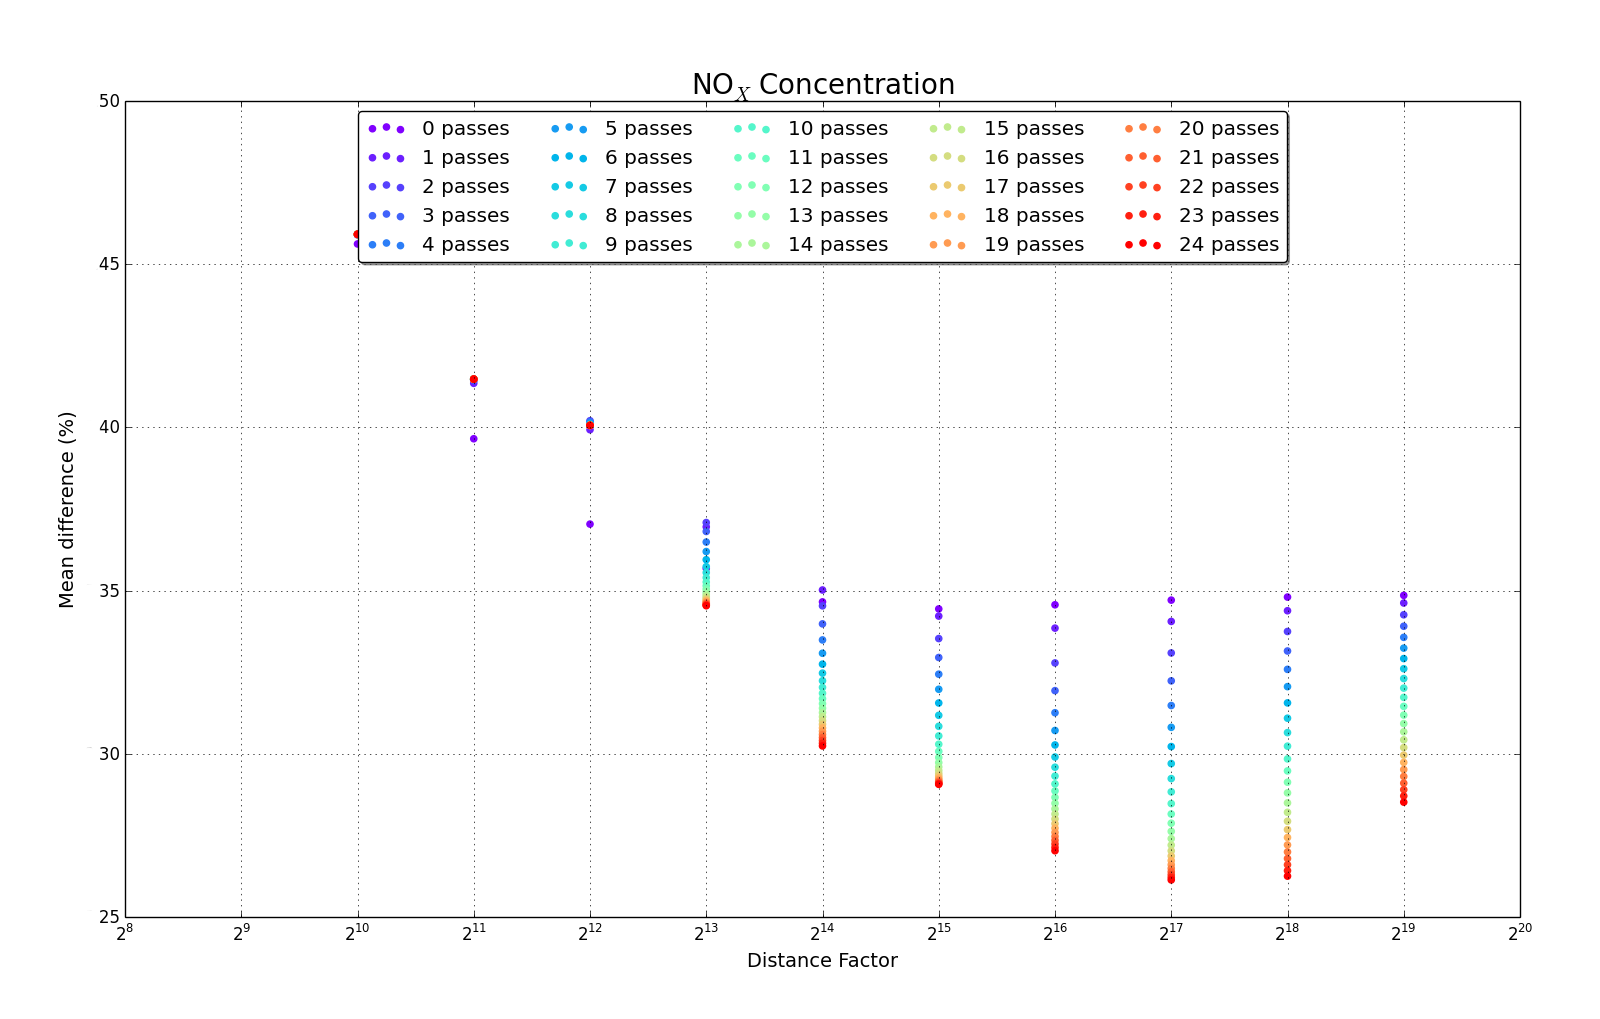 NO_X Concentration
50
0 passes 5 passes 10 passes 15 passes 20 passes
1 passes 6 passes 11 passes 16 passes 21 passes
2 passes 7 passes 12 passes 17 passes 22 passes
3 passes 8 passes 13 passes 18 passes 23 passes
4 passes 9 passes 14 passes 19 passes 24 passes
45
40
Mean difference (%)
35
30
25
2^8 2^9 2^10 2^11 2^12 2^13 2^14 2^15 2^16 2^17 2^18 2^19 2^20
Distance Factor